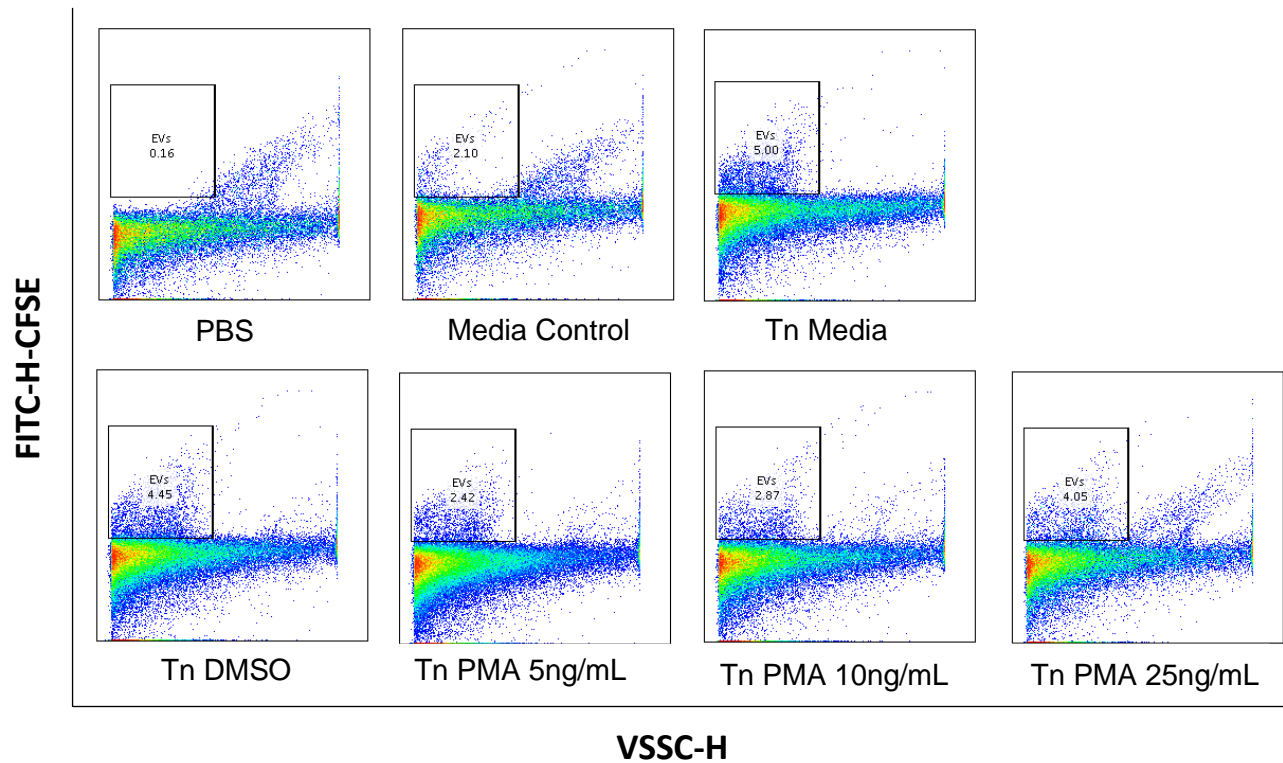 FITC-H-CFSE
EVs
0.16
EVs
2.10
EVs
5.00
PBS
Media Control
Tn Media
EVs
4.45
EVs
2.42
EVs
2.87
EVs
4.05
Tn DMSO
Tn PMA 5ng/mL
Tn PMA 10ng/mL
Tn PMA 25ng/mL
VSSC-H